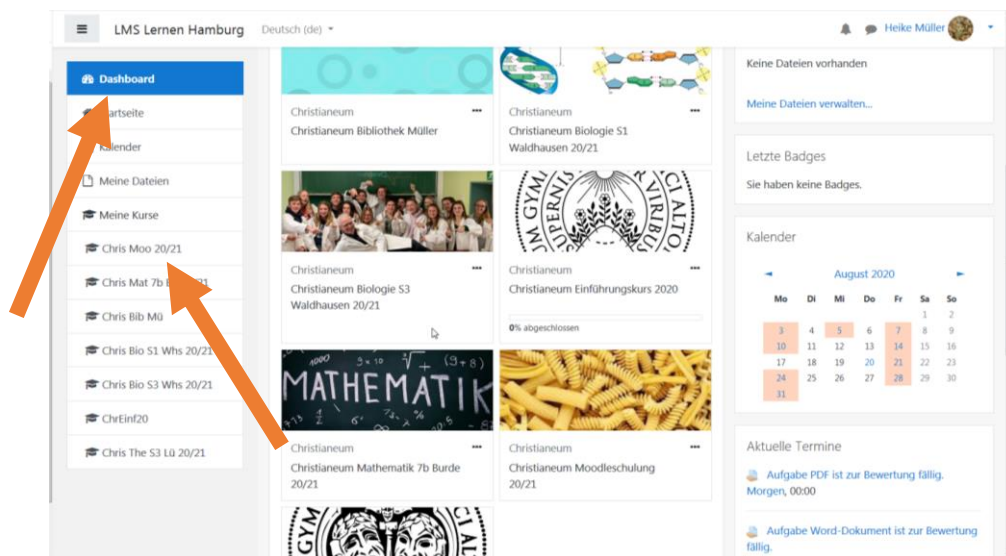 LMS Lernen Hamburg
Deutsch (de)
Heike Müller
Dashboard
Kalender
Meine Dateien
Meine Kurse
Chris Moo 20/21
Chris Mat 7b
Chris Bib Mü
Chris Bio S1 Whs 20/21
Chris Bio S3 Whs 20/21
ChrEinf20
Chris The S3 Lü 20/21
Christianeum
Christianeum Bibliothek Müller
Christianeum
Christianeum Biologie S1
Waldhausen 20/21
Christianeum
Christianeum Biologie S3
Waldhausen 20/21
Christianeum
Christianeum Einführungskurs 2020
0% abgeschlossen
MATHEMATIK
Christianeum
Christianeum Mathematik 7b Burde
20/21
Christianeum
Christianeum Moodleschulung
20/21
Keine Dateien vorhanden
Meine Dateien verwalten...
Letzte Badges
Sie haben keine Badges.
Kalender
August 2020
Mo Di Mi Do Fr Sa So
1 2
3 4 5 6 7 8 9
10 11 12 13 14 15 16
17 18 19 20 21 22 23
24 25 26 27 28 29 30
31
Aktuelle Termine
Aufgabe PDF ist zur Bewertung fällig.
Morgen, 00:00
Aufgabe Word-Dokument ist zur Bewertung
fällig.